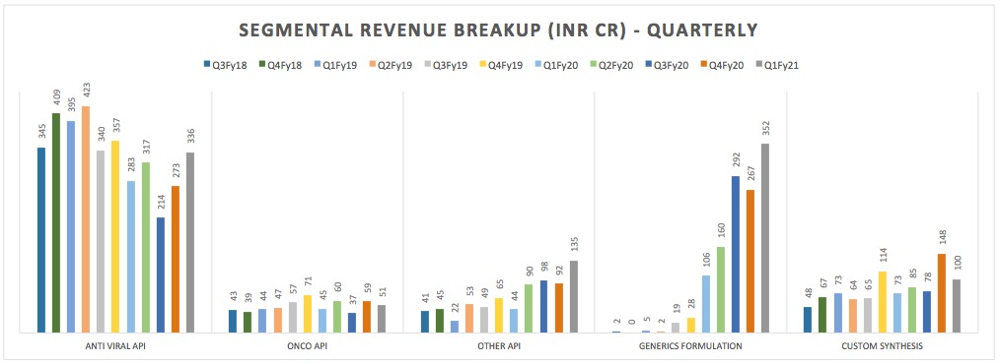 SEGMENTAL REVENUE BREAKUP (INR CR) - QUARTERLY
Q3Fy18 Q4Fy18 Q1Fy19 Q2Fy19 Q3Fy19 Q4Fy19 Q1Fy20 Q2Fy20 Q3Fy20 Q4Fy20 Q1Fy21
345 409 395 423 340 357 283 317 214 273 336
43 39 44 47 57 71 45 60 37 59 51
41 45 22 53 49 65 44 90 98 92 135
2 0 5 2 19 28 106 160 292 267 352
48 67 73 64 65 114 73 85 78 148 100
ANTI VIRAL API ONCO API OTHER API GENERICS FORMULATION CUSTOM SYNTHESIS